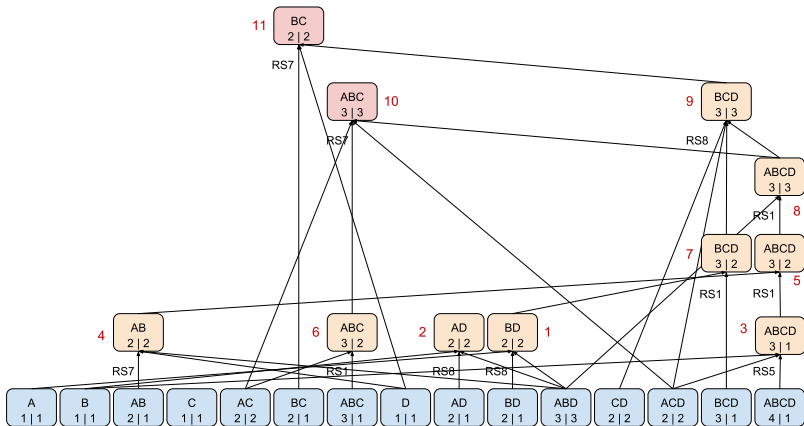 11
BC
2 | 2
RS7
ABC
3 | 3
10
RS7
9
BCD
3 | 3
RS8
ABCD
3 | 3
8
RS1
7
BCD
3 | 2
ABCD
3 | 2
5
RS1
RS1
4
AB
2 | 2
6
ABC
3 | 2
2
AD
2 | 2
BD
2 | 2
1
3
ABCD
3 | 1
RS7
RS1
RS8
RS8
RS5
A
1 | 1
B
1 | 1
AB
2 | 1
C
1 | 1
AC
2 | 2
BC
2 | 1
ABC
3 | 1
D
1 | 1
AD
2 | 1
BD
2 | 1
ABD
3 | 3
CD
2 | 2
ACD
2 | 2
BCD
3 | 1
ABCD
4 | 1